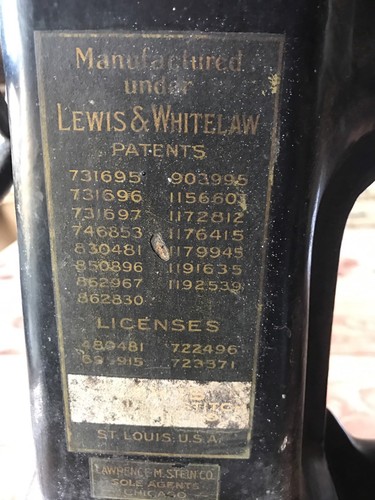 Manufactured
under
LEWIS & WHITELAW
PATENTS
731695 903995
731696 1156603
731697 1172812
746853 1176415
830481 1179945
850896 1191635
862967 1192539
862830
LICENSES
480481 722496
723371
ST. LOUIS. U.S.A.
LAWRENCE M. STEIN CO.
SOLE AGENTS
CHICAGO